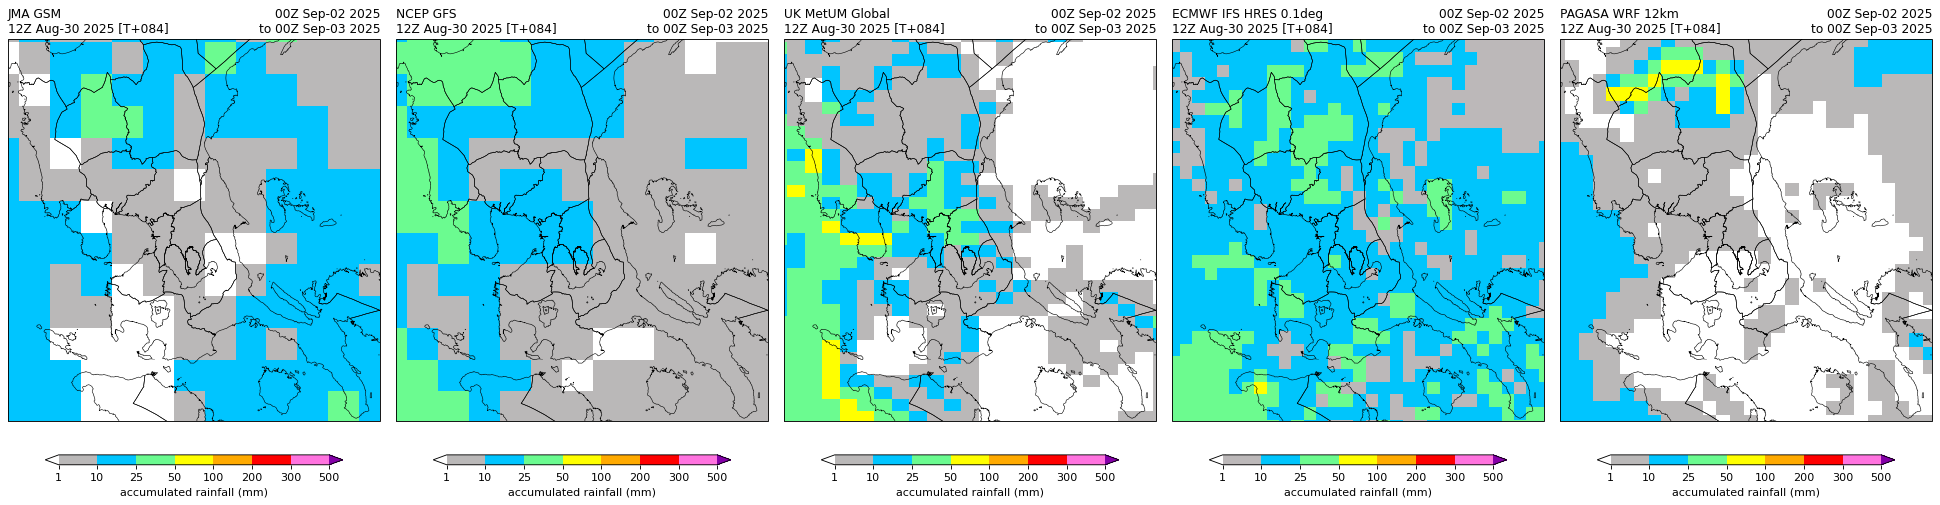 JMA GSM 00Z Sep-02 2025
12Z Aug-30 2025 [T+084] to 00Z Sep-03 2025
1 10 25 50 100 200 300 500
accumulated rainfall (mm)
NCEP GFS 00Z Sep-02 2025
12Z Aug-30 2025 [T+084] to 00Z Sep-03 2025
1 10 25 50 100 200 300 500
accumulated rainfall (mm)
UK MetUM Global 00Z Sep-02 2025
12Z Aug-30 2025 [T+084] to 00Z Sep-03 2025
1 10 25 50 100 200 300 500
accumulated rainfall (mm)
ECMWF IFS HRES 0.1deg 00Z Sep-02 2025
12Z Aug-30 2025 [T+084] to 00Z Sep-03 2025
1 10 25 50 100 200 300 500
accumulated rainfall (mm)
PAGASA WRF 12km 00Z Sep-02 2025
12Z Aug-30 2025 [T+084] to 00Z Sep-03 2025
1 10 25 50 100 200 300 500
accumulated rainfall (mm)